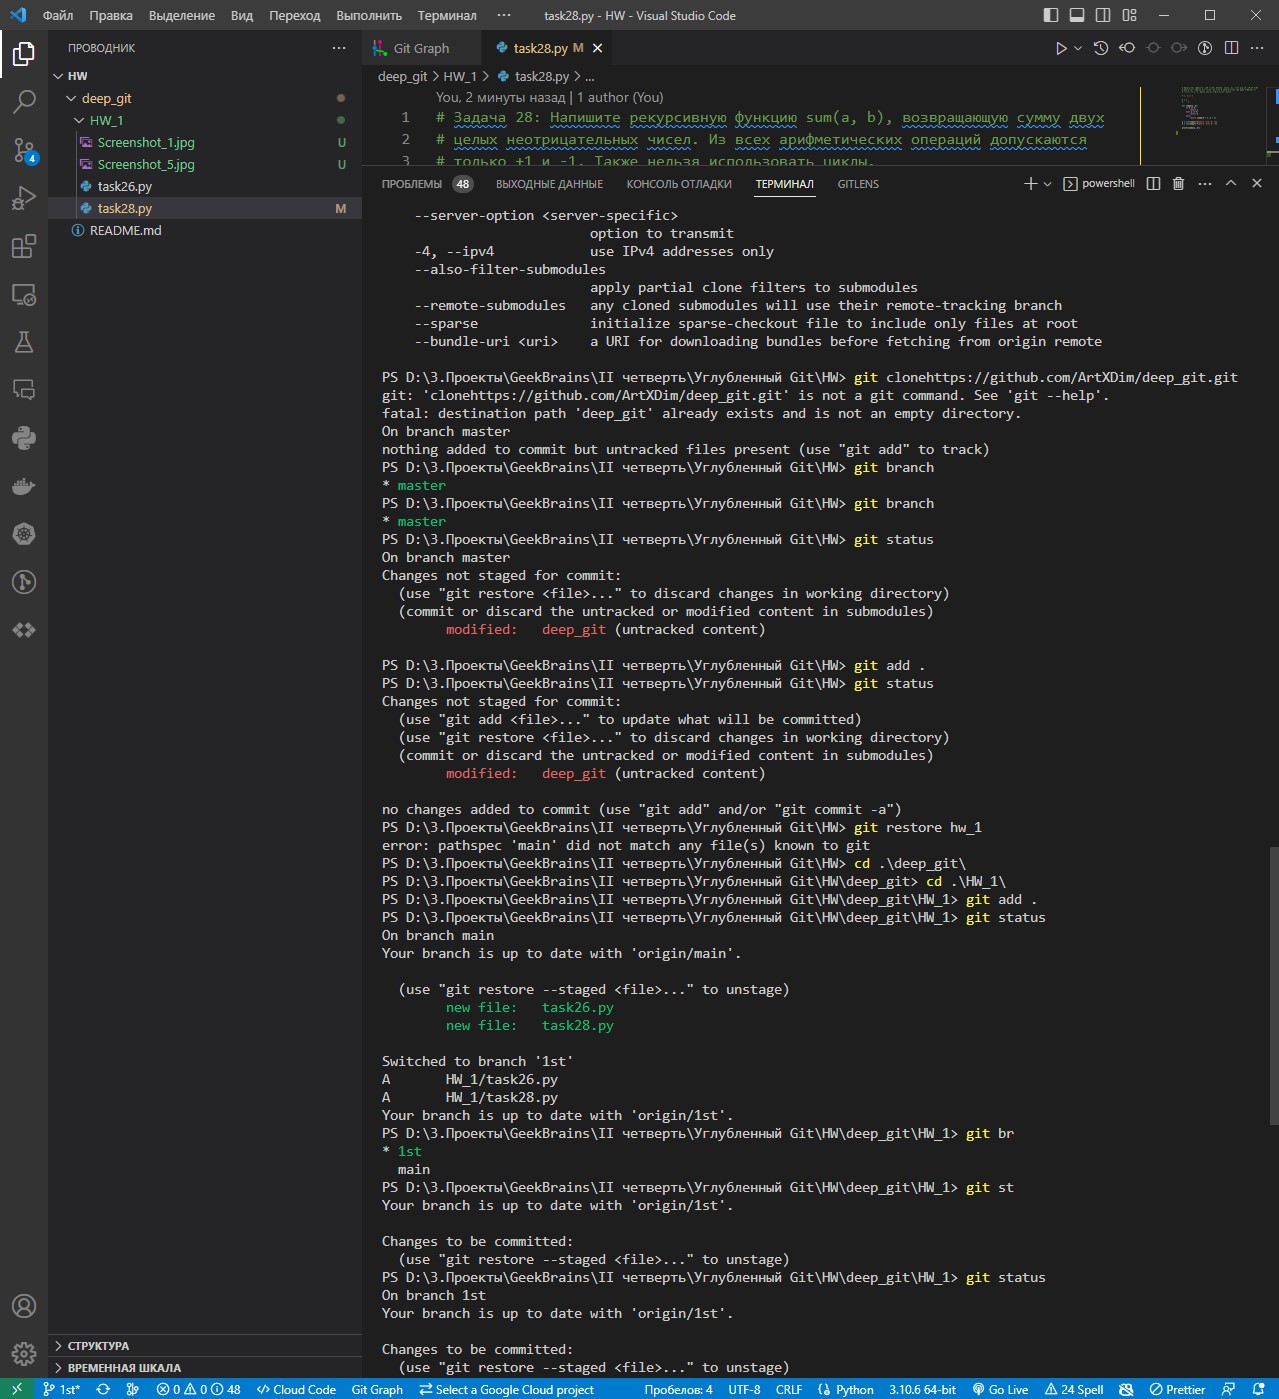 Файл Правка Выделение Вид Переход Выполнить Терминал ··· task28.py - HW - Visual Studio Code
ПРОВОДНИК ···
HW
deep_git
HW_1
Screenshot_1.jpg U
Screenshot_5.jpg U
task26.py
task28.py M
README.md
4
СТРУКТУРА
ВРЕМЕННАЯ ШКАЛА
Git Graph task28.py M
deep_git > HW_1 > task28.py > ...
You, 2 минуты назад | 1 author (You)
1 # Задача 28: Напишите рекурсивную функцию sum(a, b), возвращающую сумму двух
2 # целых неотрицательных чисел. Из всех арифметических операций допускаются
3 # только +1 и -1. Также нельзя использовать циклы.
ПРОБЛЕМЫ 48 ВЫХОДНЫЕ ДАННЫЕ КОНСОЛЬ ОТЛАДКИ ТЕРМИНАЛ GITLENS powershell
--server-option <server-specific>
option to transmit
-4, --ipv4 use IPv4 addresses only
--also-filter-submodules
apply partial clone filters to submodules
--remote-submodules any cloned submodules will use their remote-tracking branch
--sparse initialize sparse-checkout file to include only files at root
--bundle-uri <uri> a URI for downloading bundles before fetching from origin remote
PS D:\3.Проекты\GeekBrains\II четверть\Углубленный Git\HW> git clonehttps://github.com/ArtXDim/deep_git.git
git: 'clonehttps://github.com/ArtXDim/deep_git.git' is not a git command. See 'git --help'.
fatal: destination path 'deep_git' already exists and is not an empty directory.
On branch master
nothing added to commit but untracked files present (use "git add" to track)
PS D:\3.Проекты\GeekBrains\II четверть\Углубленный Git\HW> git branch
* master
PS D:\3.Проекты\GeekBrains\II четверть\Углубленный Git\HW> git branch
* master
PS D:\3.Проекты\GeekBrains\II четверть\Углубленный Git\HW> git status
On branch master
Changes not staged for commit:
(use "git restore <file>..." to discard changes in working directory)
(commit or discard the untracked or modified content in submodules)
modified: deep_git (untracked content)
PS D:\3.Проекты\GeekBrains\II четверть\Углубленный Git\HW> git add .
PS D:\3.Проекты\GeekBrains\II четверть\Углубленный Git\HW> git status
Changes not staged for commit:
(use "git add <file>..." to update what will be committed)
(use "git restore <file>..." to discard changes in working directory)
(commit or discard the untracked or modified content in submodules)
modified: deep_git (untracked content)
no changes added to commit (use "git add" and/or "git commit -a")
PS D:\3.Проекты\GeekBrains\II четверть\Углубленный Git\HW> git restore hw_1
error: pathspec 'main' did not match any file(s) known to git
PS D:\3.Проекты\GeekBrains\II четверть\Углубленный Git\HW> cd .\deep_git\
PS D:\3.Проекты\GeekBrains\II четверть\Углубленный Git\HW\deep_git> cd .\HW_1\
PS D:\3.Проекты\GeekBrains\II четверть\Углубленный Git\HW\deep_git\HW_1> git add .
PS D:\3.Проекты\GeekBrains\II четверть\Углубленный Git\HW\deep_git\HW_1> git status
On branch main
Your branch is up to date with 'origin/main'.
(use "git restore --staged <file>..." to unstage)
new file: task26.py
new file: task28.py
Switched to branch '1st'
A HW_1/task26.py
A HW_1/task28.py
Your branch is up to date with 'origin/1st'.
PS D:\3.Проекты\GeekBrains\II четверть\Углубленный Git\HW\deep_git\HW_1> git br
* 1st
main
PS D:\3.Проекты\GeekBrains\II четверть\Углубленный Git\HW\deep_git\HW_1> git st
Your branch is up to date with 'origin/1st'.
Changes to be committed:
(use "git restore --staged <file>..." to unstage)
PS D:\3.Проекты\GeekBrains\II четверть\Углубленный Git\HW\deep_git\HW_1> git status
On branch 1st
Your branch is up to date with 'origin/1st'.
Changes to be committed:
(use "git restore --staged <file>..." to unstage)
1st* 0 0 48 Cloud Code Git Graph Select a Google Cloud project Пробелов: 4 UTF-8 CRLF Python 3.10.6 64-bit Go Live 24 Spell Prettier